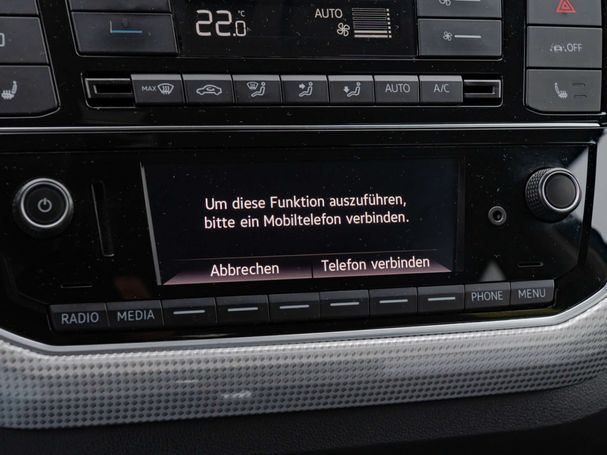 22.0 °C
AUTO
OFF
MAX
AUTO
A/C
Um diese Funktion auszuführen,
bitte ein Mobiltelefon verbinden.
Abbrechen
Telefon verbinden
RADIO
MEDIA
PHONE
MENU